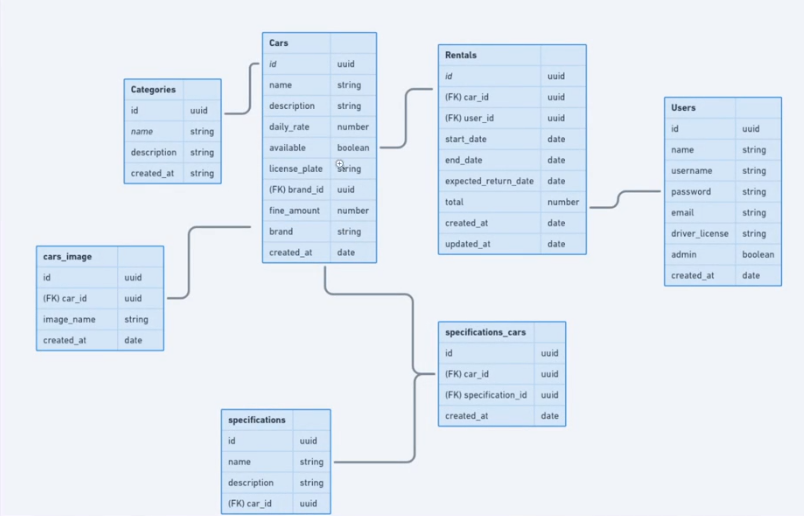 Categories
id uuid
name string
description string
created_at string
Cars
id uuid
name string
description string
daily_rate number
available boolean
license_plate string
(FK) brand_id uuid
fine_amount number
brand string
created_at date
Rentals
id uuid
(FK) car_id uuid
(FK) user_id uuid
start_date date
end_date date
expected_return_date date
total number
created_at date
updated_at date
Users
id uuid
name string
username string
password string
email string
driver_license string
admin boolean
created_at date
cars_image
id uuid
(FK) car_id uuid
image_name string
created_at date
specifications_cars
id uuid
(FK) car_id uuid
(FK) specification_id uuid
created_at date
specifications
id uuid
name string
description string
(FK) car_id uuid